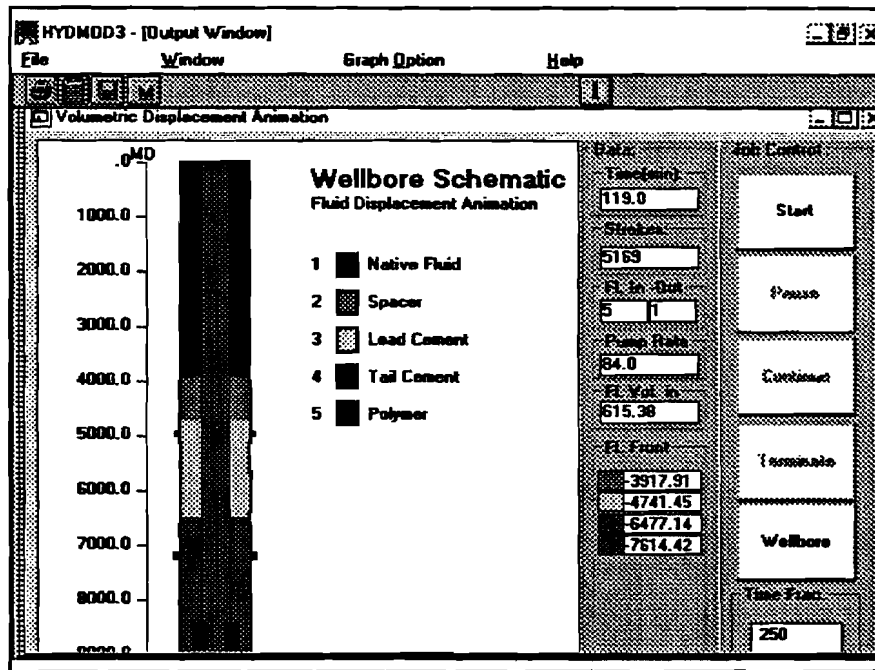 HYDMOD3 - [Output Window]
File Window Graph Option Help
Volumetric Displacement Animation
.0 MD
1000.0
2000.0
3000.0
4000.0
5000.0
6000.0
7000.0
8000.0
9000.0
Wellbore Schematic
Fluid Displacement Animation
1 Native Fluid
2 Spacer
3 Lead Cement
4 Tail Cement
5 Polymer
Data
Time(min)
119.0
Strokes
5169
Fl. In Out
5 1
Pump Rate
84.0
Fl. Vol. in
615.38
Fl. Front
-3917.91
-4741.45
-6477.14
-7614.42
Job Control
Start
Pause
Continue
Terminate
Wellbore
Time Frac.
250